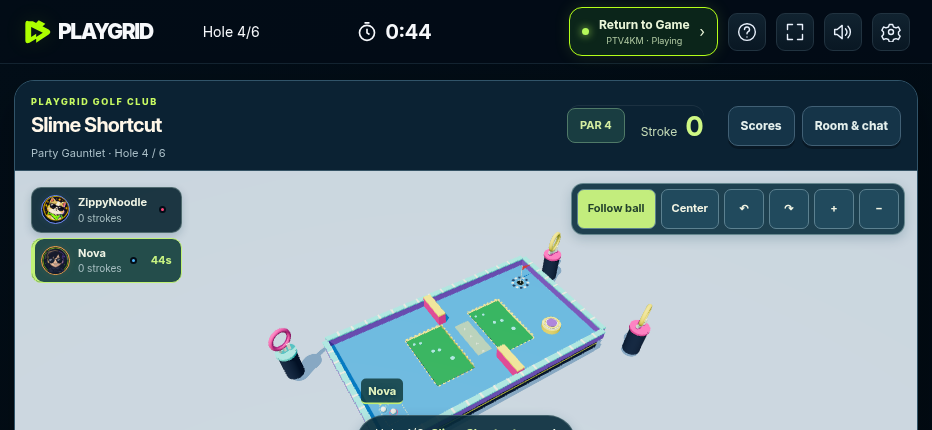 PLAYGRID
Hole 4/6
0:44
Return to Game
PTV4KM · Playing
PLAYGRID GOLF CLUB
Slime Shortcut
Party Gauntlet · Hole 4 / 6
PAR 4
Stroke 0
Scores
Room & chat
ZippyNoodle
0 strokes
Nova
0 strokes
44s
Follow ball
Center
↶
↷
+
−
Nova